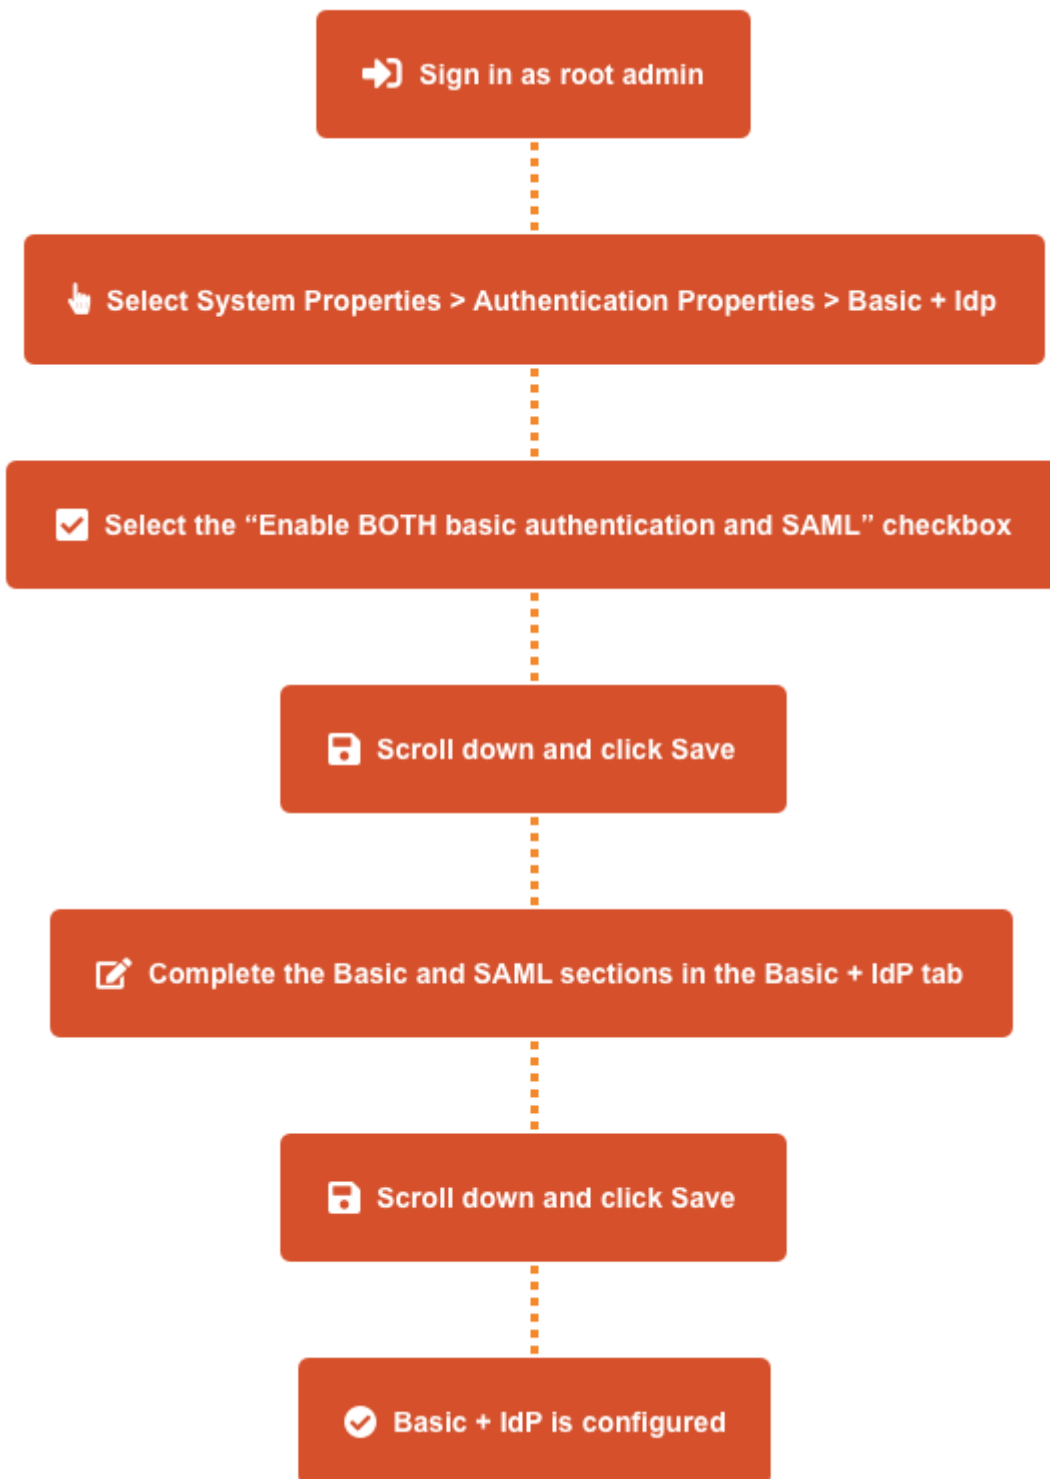 Sign in as root admin
Select System Properties > Authentication Properties > Basic + Idp
Select the “Enable BOTH basic authentication and SAML” checkbox
Scroll down and click Save
Complete the Basic and SAML sections in the Basic + IdP tab
Scroll down and click Save
Basic + IdP is configured